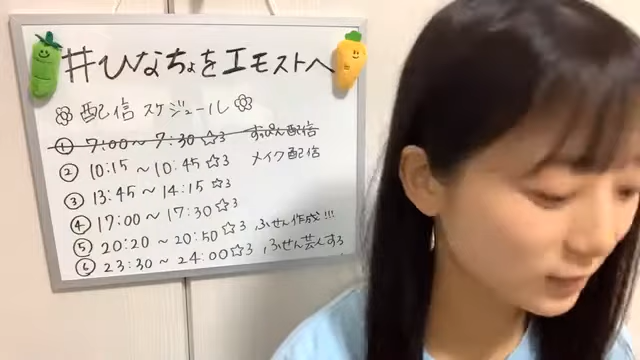 #ひなちょをエモストへ
配信スケジュール
① 7:00～7:30☆3 すっぴん配信
② 10:15～10:45☆3 メイク配信
③ 13:45～14:15☆3
④ 17:00～17:30☆3
⑤ 20:20～20:50☆3 , ふせん作成!!!
⑥ 23:30～24:00☆3 , ふせん芸人する